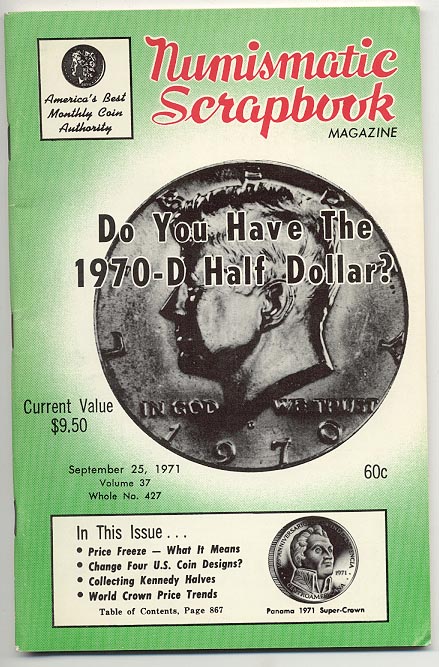 America's Best
Monthly Coin
Authority
Numismatic
Scrapbook
MAGAZINE
Do You Have The
1970-D Half Dollar?
L
IN GOD WE TRUST
1970
Current Value
$9.50
September 25, 1971
Volume 37
Whole No. 427
60c
In This Issue . . .
• Price Freeze — What It Means
• Change Four U.S. Coin Designs?
• Collecting Kennedy Halves
• World Crown Price Trends
Table of Contents, Page 867
1971
Panama 1971 Super-Crown